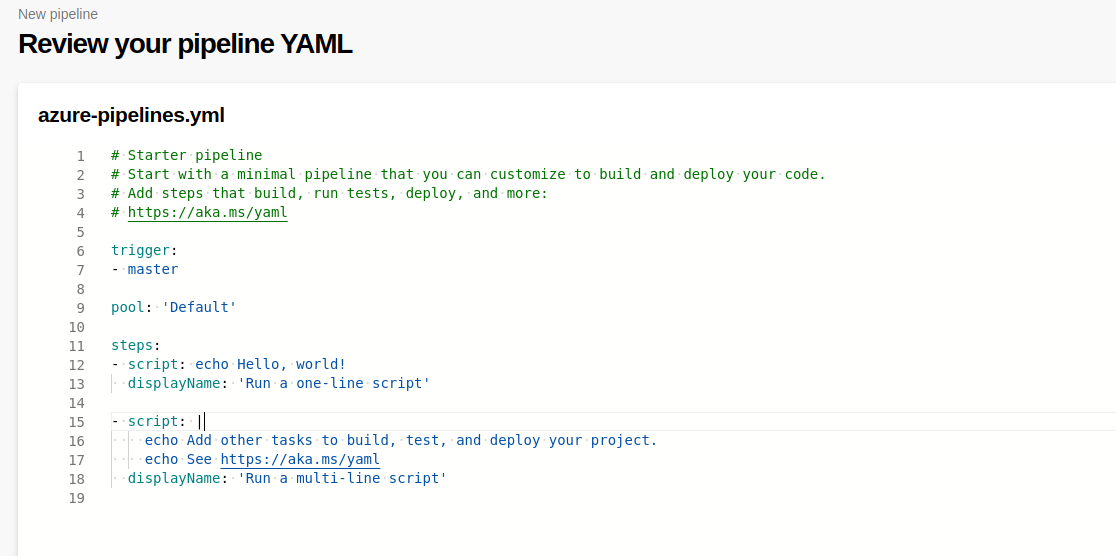 New pipeline
Review your pipeline YAML
azure-pipelines.yml
1 # Starter pipeline
2 # Start with a minimal pipeline that you can customize to build and deploy your code.
3 # Add steps that build, run tests, deploy, and more:
4 # https://aka.ms/yaml
5
6 trigger:
7 - master
8
9 pool: 'Default'
10
11 steps:
12 - script: echo Hello, world!
13   displayName: 'Run a one-line script'
14
15 - script: |
16     echo Add other tasks to build, test, and deploy your project.
17     echo See https://aka.ms/yaml
18   displayName: 'Run a multi-line script'
19